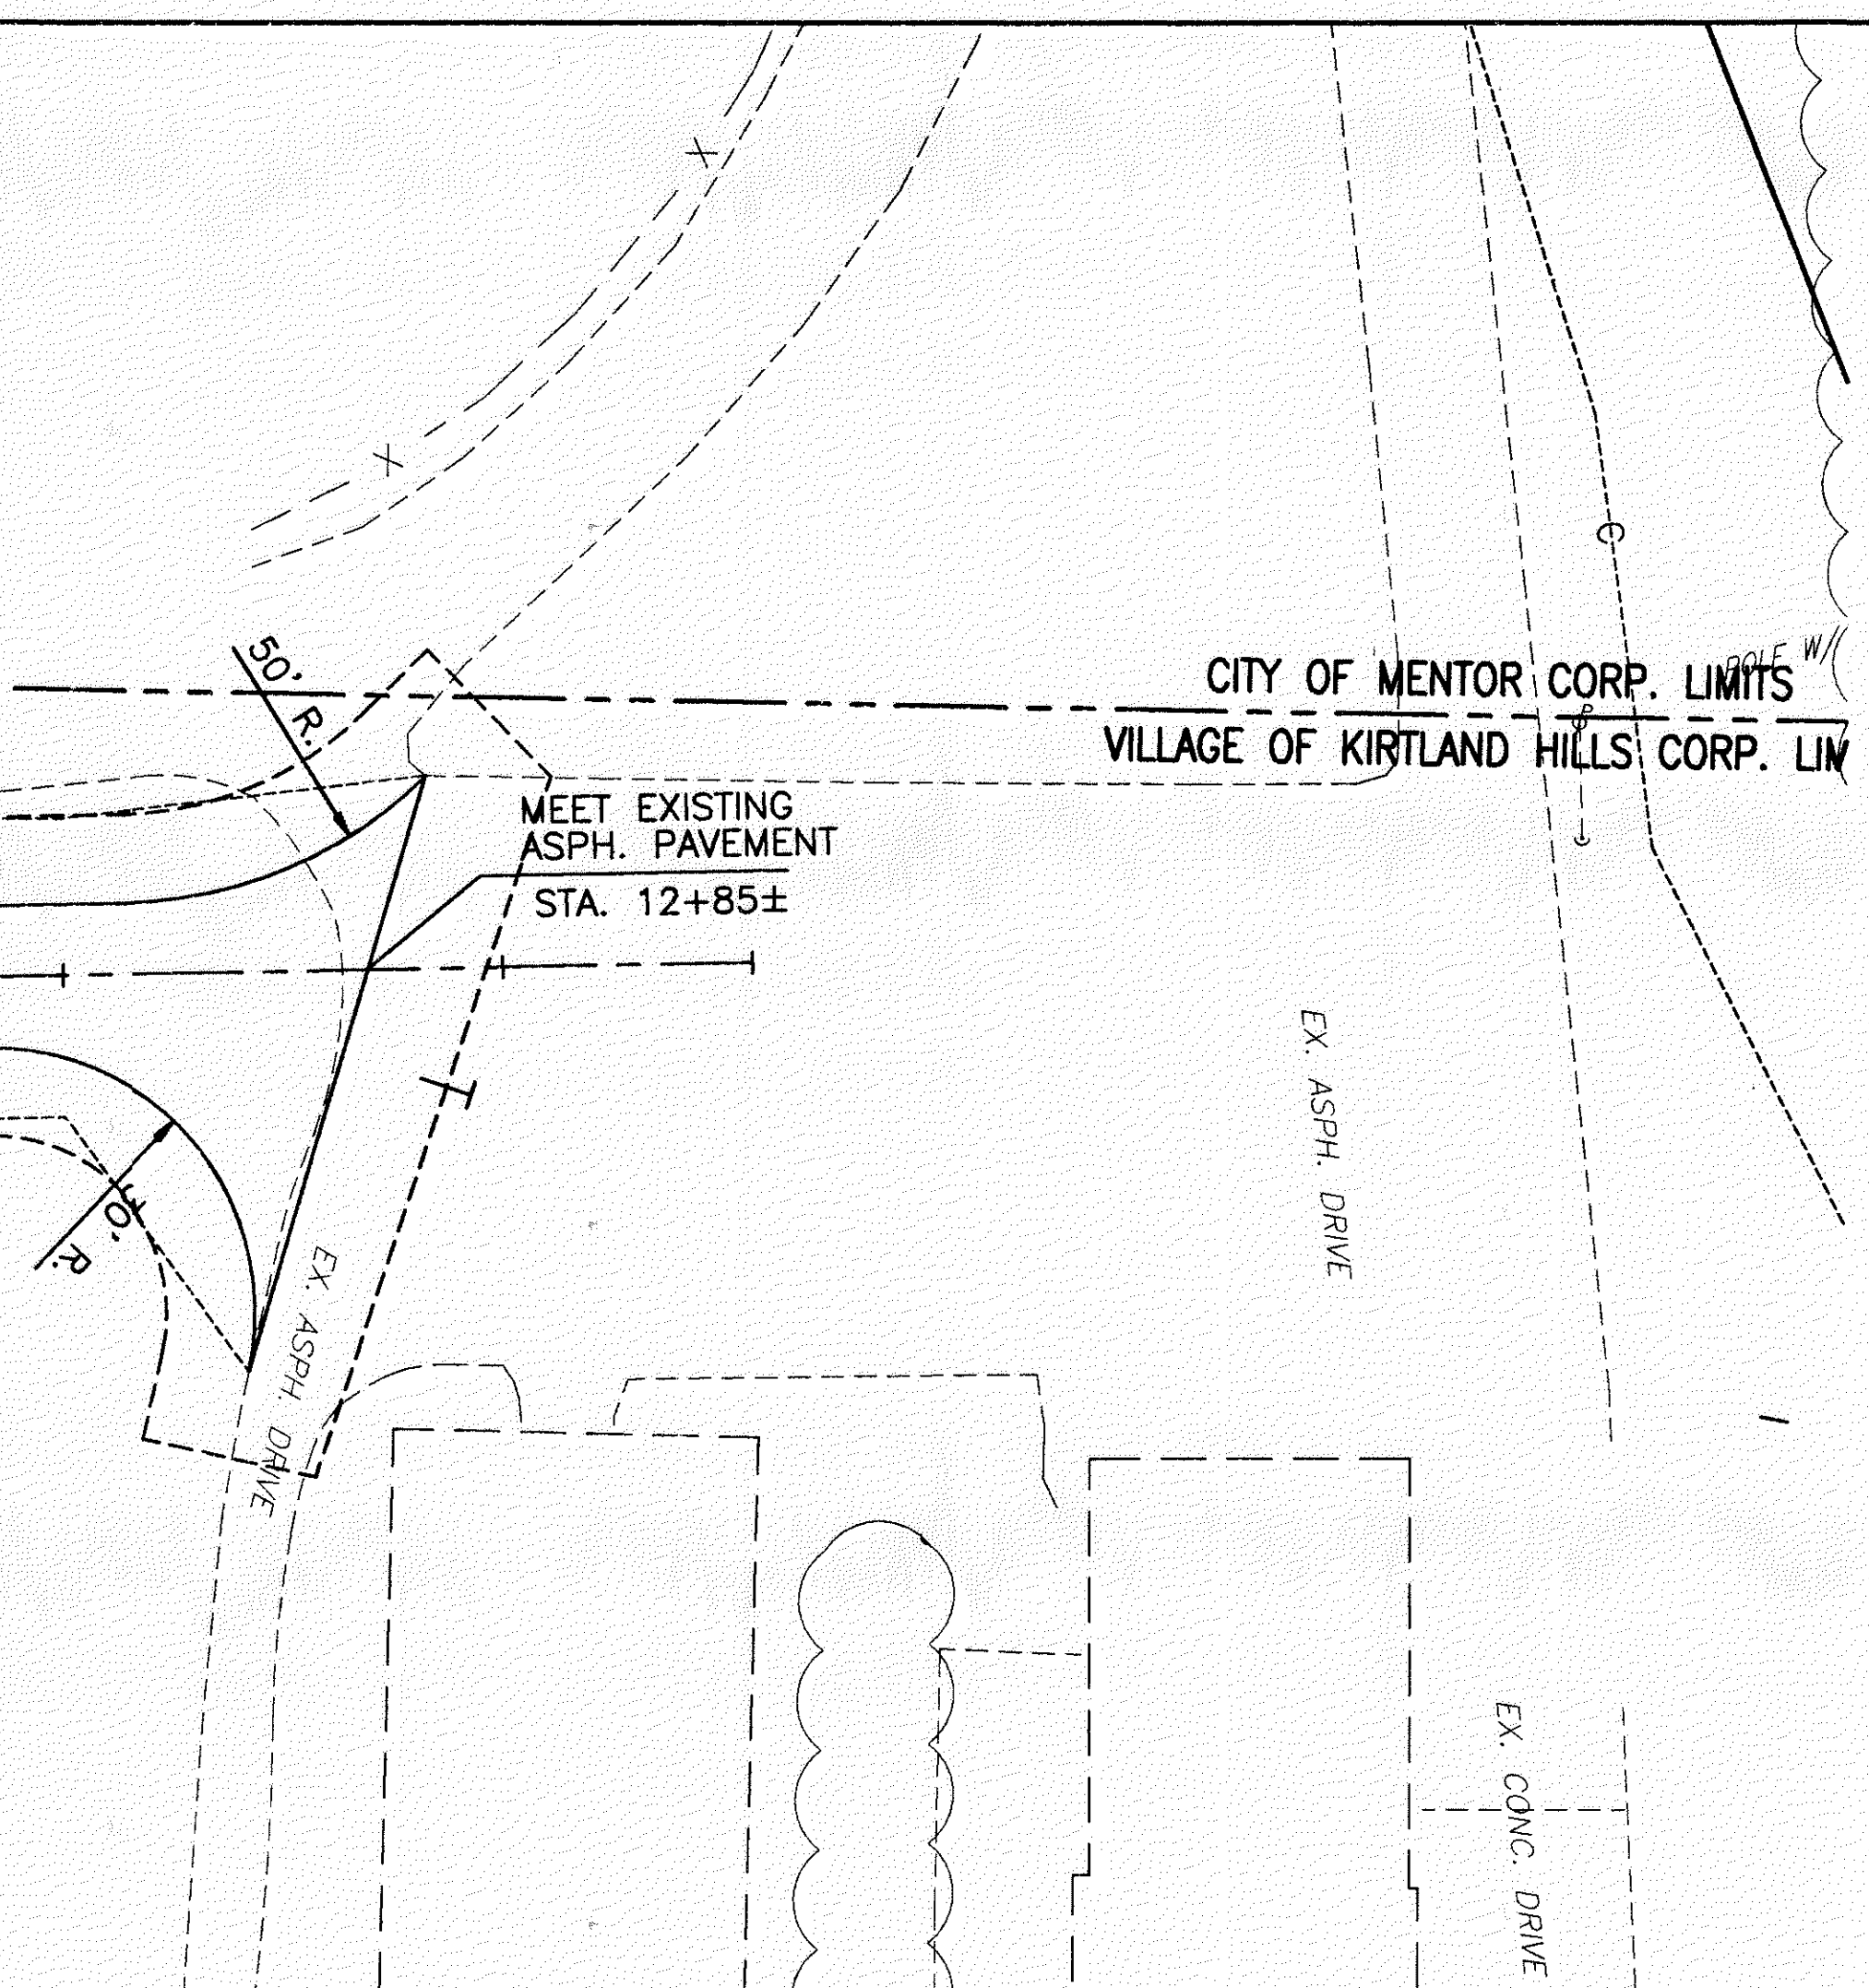 50' R.
POLE W/
CITY OF MENTOR CORP. LIMITS
VILLAGE OF KIRTLAND HILLS CORP. LIM
MEET EXISTING
ASPH. PAVEMENT
STA. 12+85±
EX. ASPH. DRIVE
R.
EX. ASPH. DRIVE
EX. CONC. DRIVE